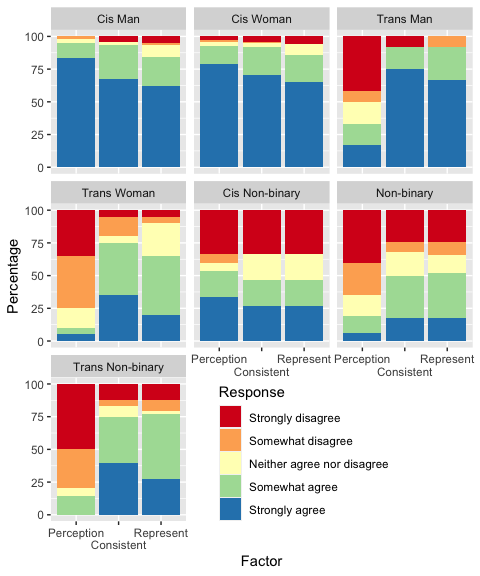 Cis Man Cis Woman Trans Man
100
75
50
25
0
Trans Woman Cis Non-binary Non-binary
100
75
50
25
0
Percentage
Perception Represent Perception Represent
Consistent Consistent
Trans Non-binary
100
75
50
25
0
Perception Represent
Consistent
Response
Strongly disagree
Somewhat disagree
Neither agree nor disagree
Somewhat agree
Strongly agree
Factor